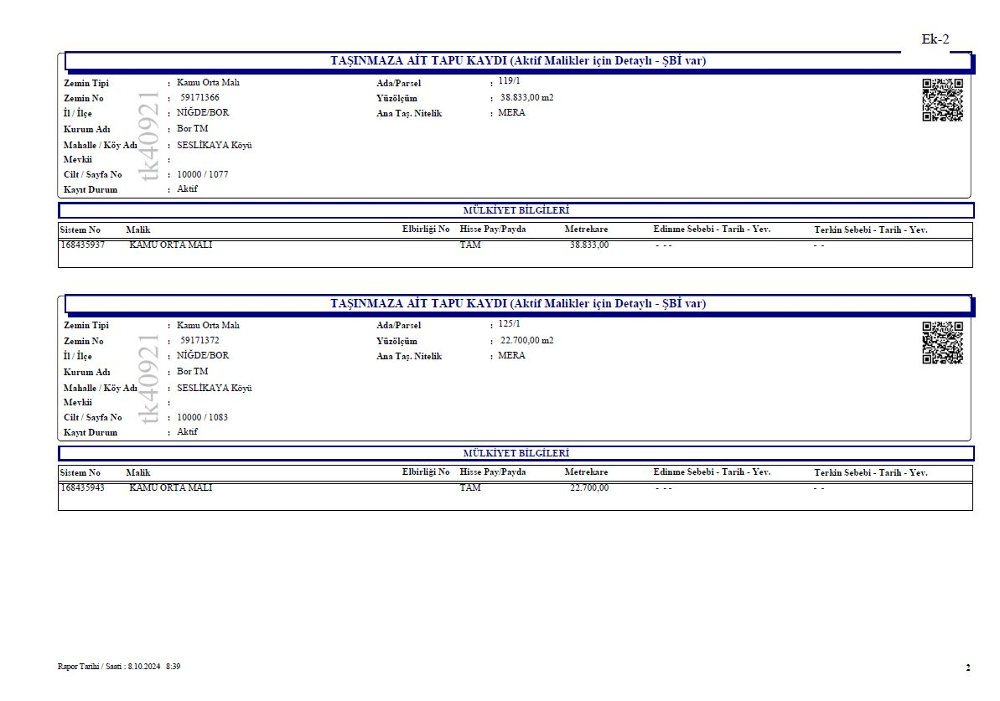 Ek-2
TAŞINMAZA AİT TAPU KAYDI (Aktif Malikler için Detaylı - ŞBİ var)
Zemin Tipi : Kamu Orta Malı Ada/Parsel : 119/1
Zemin No : 59171366 Yüzölçüm : 38.833,00 m2
İl / İlçe : NİĞDE/BOR Ana Taş. Nitelik : MERA
Kurum Adı : Bor TM
Mahalle / Köy Adı : SESLİKAYA Köyü
Mevkii :
Cilt / Sayfa No : 10000 / 1077
Kayıt Durum : Aktif
tk40921
MÜLKİYET BİLGİLERİ
Sistem No Malik Elbirliği No Hisse Pay/Payda Metrekare Edinme Sebebi - Tarih - Yev. Terkin Sebebi - Tarih - Yev.
168435937 KAMU ORTA MALI TAM 38.833,00 - - - - -
TAŞINMAZA AİT TAPU KAYDI (Aktif Malikler için Detaylı - ŞBİ var)
Zemin Tipi : Kamu Orta Malı Ada/Parsel : 125/1
Zemin No : 59171372 Yüzölçüm : 22.700,00 m2
İl / İlçe : NİĞDE/BOR Ana Taş. Nitelik : MERA
Kurum Adı : Bor TM
Mahalle / Köy Adı : SESLİKAYA Köyü
Mevkii :
Cilt / Sayfa No : 10000 / 1083
Kayıt Durum : Aktif
tk40921
MÜLKİYET BİLGİLERİ
Sistem No Malik Elbirliği No Hisse Pay/Payda Metrekare Edinme Sebebi - Tarih - Yev. Terkin Sebebi - Tarih - Yev.
168435943 KAMU ORTA MALI TAM 22.700,00 - - - - -
Rapor Tarihi / Saati : 8.10.2024 8:39
2